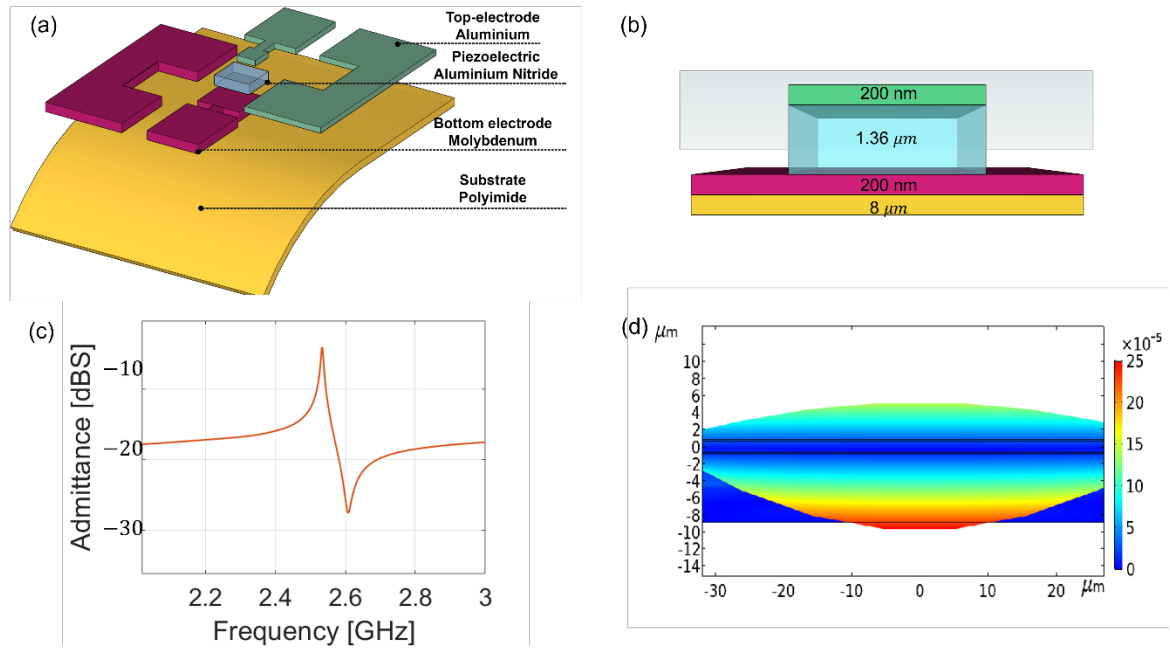 (a)
Top-electrode
Aluminium
Piezoelectric
Aluminium Nitride
Bottom electrode
Molybdenum
Substrate
Polyimide
(b)
200 nm
1.36 μm
200 nm
8 μm
(c)
Admittance [dBS]
−10
−20
−30
2.2 2.4 2.6 2.8 3
Frequency [GHz]
(d)
μm
10
8
6
4
2
0
-2
-4
-6
-8
-10
-12
-14
-30 -20 -10 0 10 20
μm
×10⁻⁵
25
20
15
10
5
0